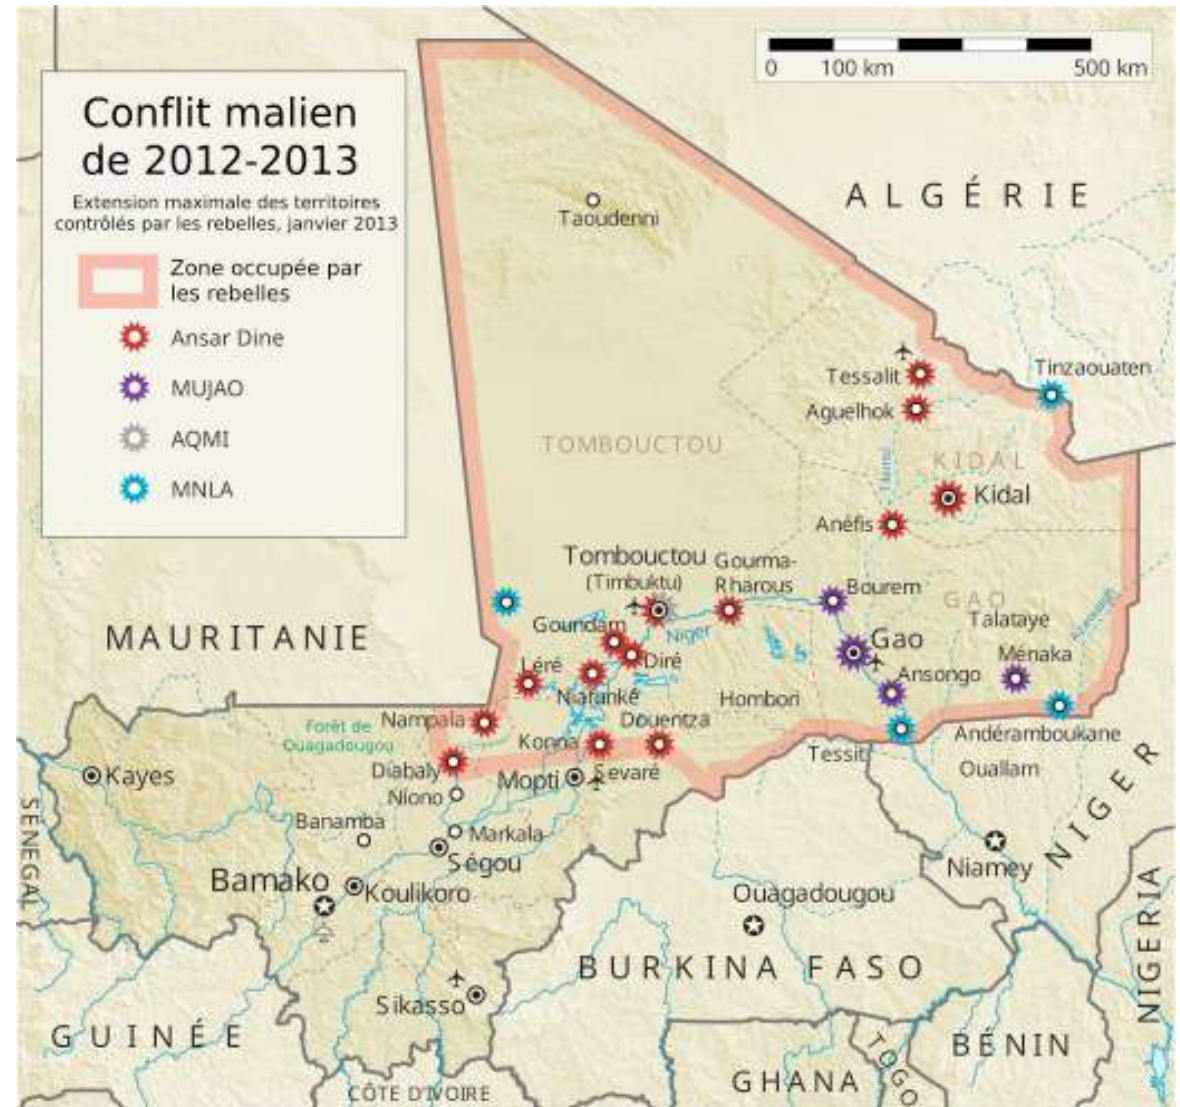 Conflit malien
de 2012-2013
Extension maximale des territoires
contrôlés par les rebelles, janvier 2013
Zone occupée par
les rebelles
Ansar Dine
MUJAO
AQMI
MNLA
0 100 km 500 km
ALGÉRIE
Taoudenni
Tessalit
Tinzaouaten
Aguelhok
TOMBOUCTOU
KIDAL
Kidal
Anéfis
Tombouctou
(Timbuktu)
Gourma-
Rharous
Bourem
GAO
Talataye
Goundam
Niger
MAURITANIE
Gao
Ménaka
Léré
Diré
Ansongo
Niafunké
Hombori
Nampala
Douentza
Forêt de
Ouagadougou
Konna
Tessit
Andéramboukane
Diabaly
Mopti
Sevaré
Ouallam
Kayes
Niono
NIGER
SÉNÉGAL
Banamba
Markala
Ségou
Niamey
Bamako
Koulikoro
Ouagadougou
BURKINA FASO
NIGERIA
Sikasso
GUINÉE
BÉNIN
TOGO
GHANA
CÔTE D'IVOIRE